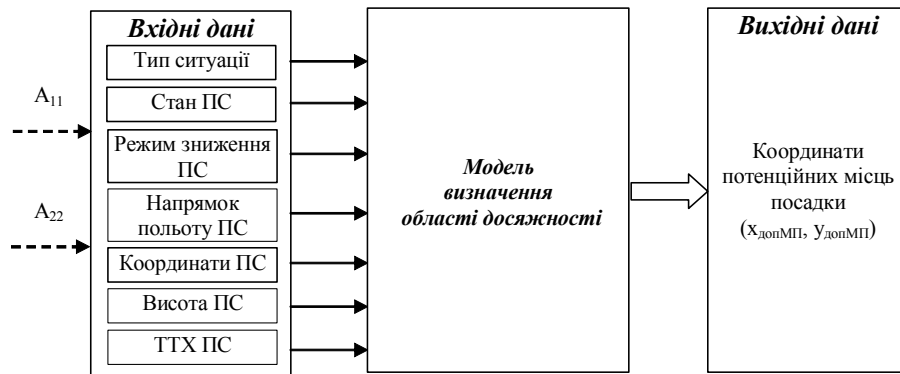 Вхідні дані
Тип ситуації
Стан ПС
Режим зниження
ПС
Напрямок
польоту ПС
Координати ПС
Висота ПС
ТТХ ПС
A11
A22
Модель
визначення
області досяжності
Вихідні дані
Координати
потенційних місць
посадки
(xдопМП, yдопМП)